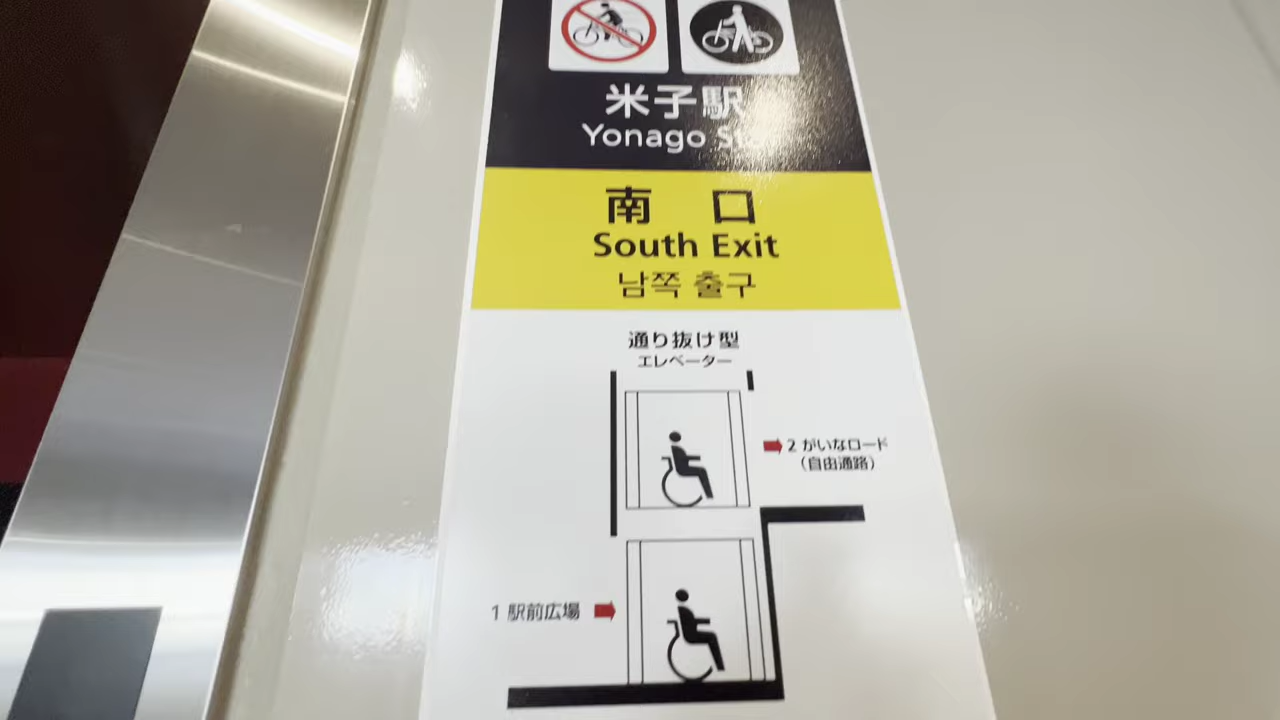 米子駅
Yonago
南 口
South Exit
남쪽 출구
通り抜け型
エレベーター
2 がいなロード
(自由通路)
1 駅前広場